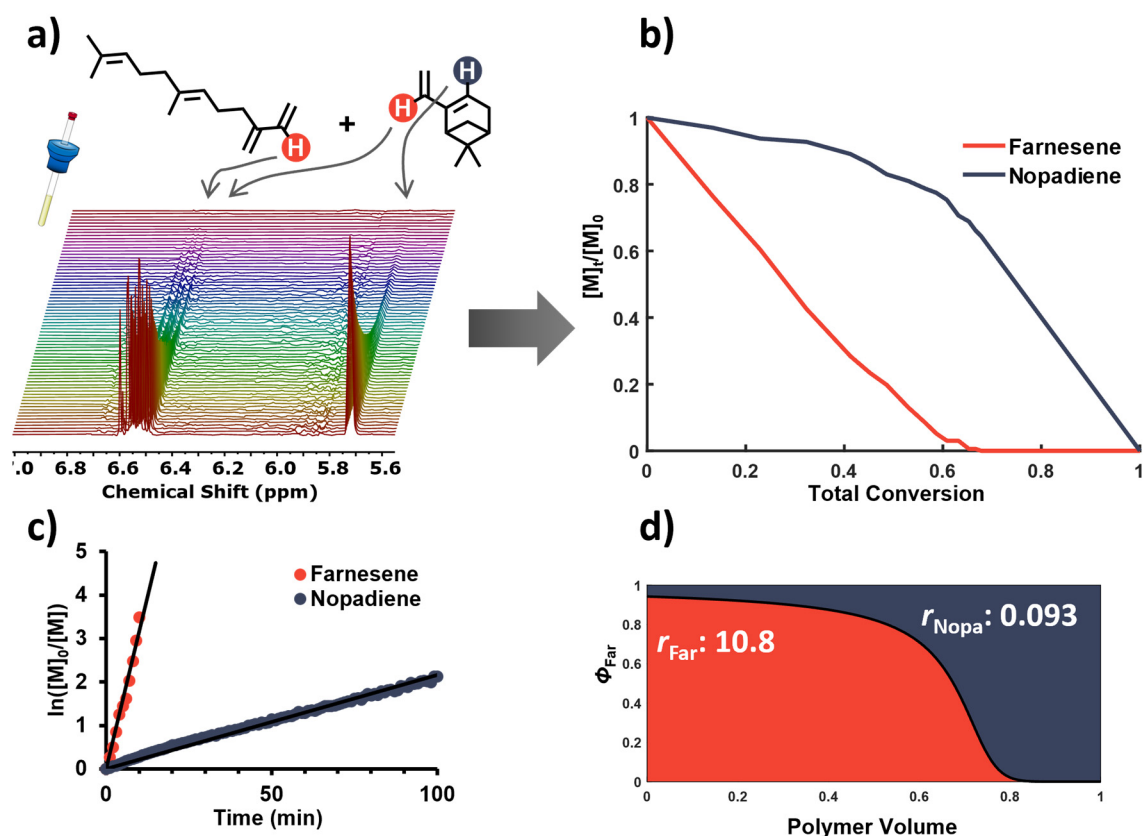 a)
H
H
+
H
7.0 6.8 6.6 6.4 6.2 6.0 5.8 5.6
Chemical Shift (ppm)
b)
[M]t/[M]0
1
0.8
0.6
0.4
0.2
0
0 0.2 0.4 0.6 0.8 1
Total Conversion
Farnesene
Nopadiene
c)
ln([M]0/[M])
5
4
3
2
1
0
0 50 100
Time (min)
Farnesene
Nopadiene
d)
ΦFar
1
0.8
0.6
0.4
0.2
0
rFar: 10.8
rNopa: 0.093
0 0.2 0.4 0.6 0.8 1
Polymer Volume